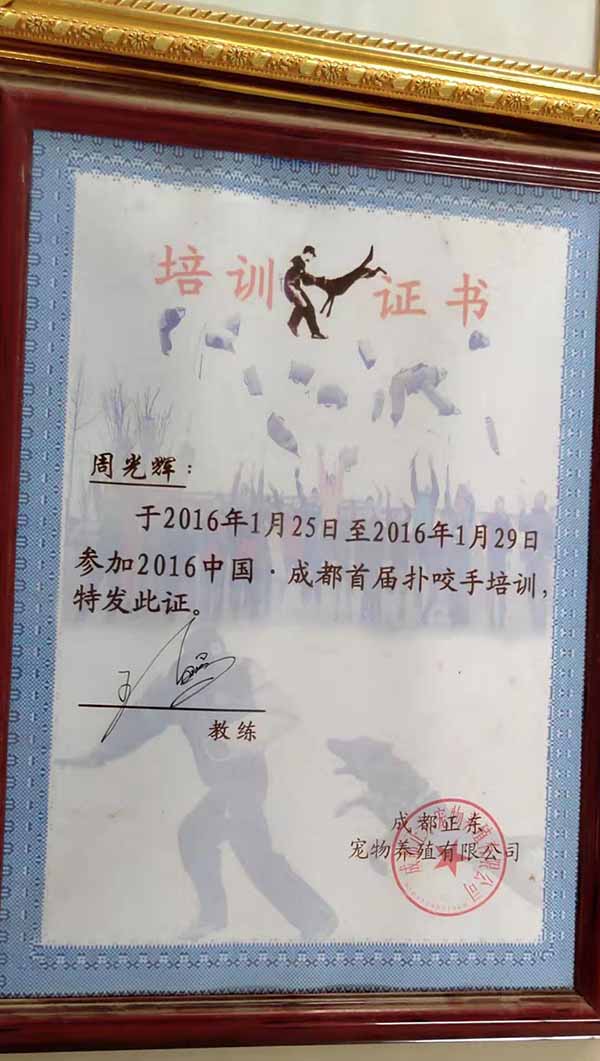 培训证书
周光辉：
于2016年1月25日至2016年1月29日
参加2016中国·成都首届扑咬手培训，
特发此证。
教练
成都正东
宠物养殖有限公司